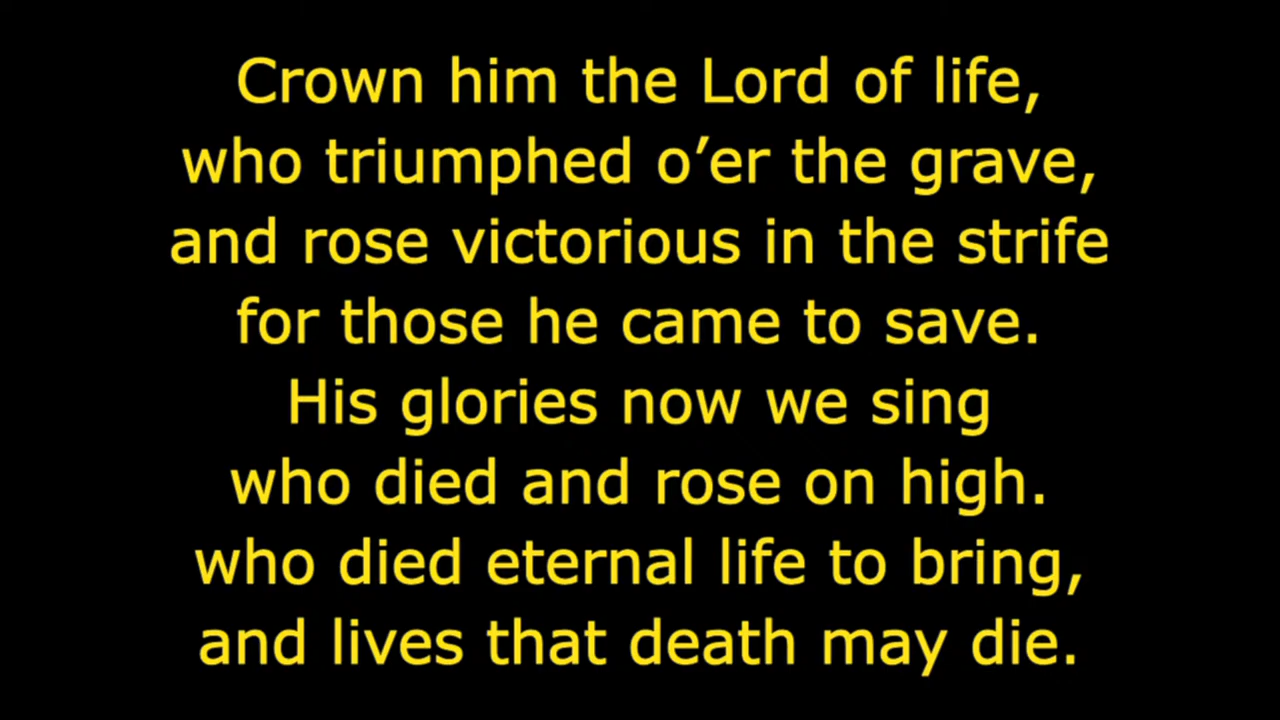 Crown him the Lord of life,
who triumphed o’er the grave,
and rose victorious in the strife
for those he came to save.
His glories now we sing
who died and rose on high.
who died eternal life to bring,
and lives that death may die.